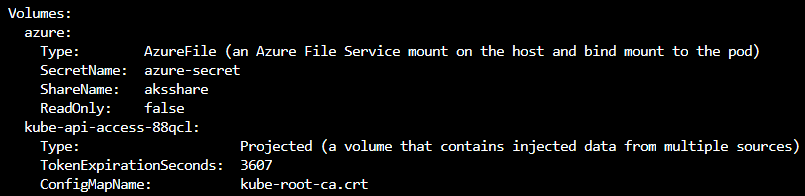 Volumes:
  azure:
    Type:        AzureFile (an Azure File Service mount on the host and bind mount to the pod)
    SecretName:  azure-secret
    ShareName:   aksshare
    ReadOnly:    false
  kube-api-access-88qcl:
    Type:                    Projected (a volume that contains injected data from multiple sources)
    TokenExpirationSeconds:  3607
    ConfigMapName:           kube-root-ca.crt